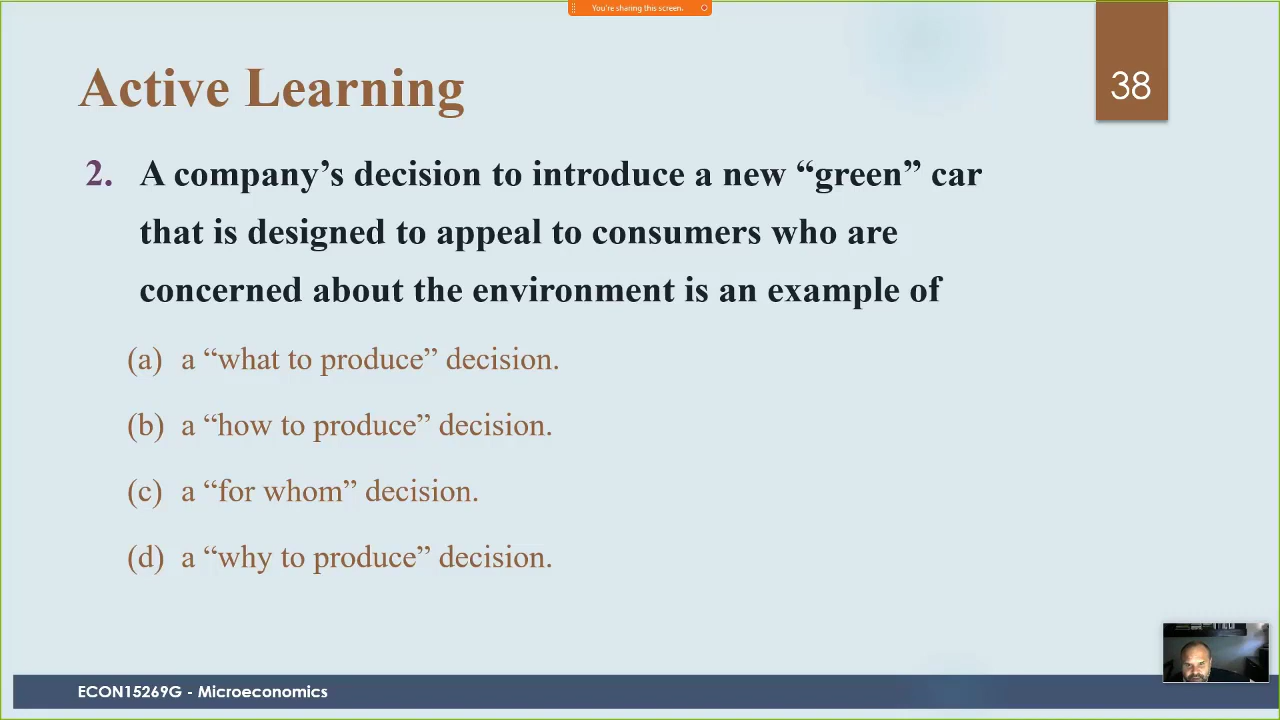 You're sharing this screen.
Active Learning
38
2. A company’s decision to introduce a new “green” car
that is designed to appeal to consumers who are
concerned about the environment is an example of
(a) a “what to produce” decision.
(b) a “how to produce” decision.
(c) a “for whom” decision.
(d) a “why to produce” decision.
ECON15269G - Microeconomics